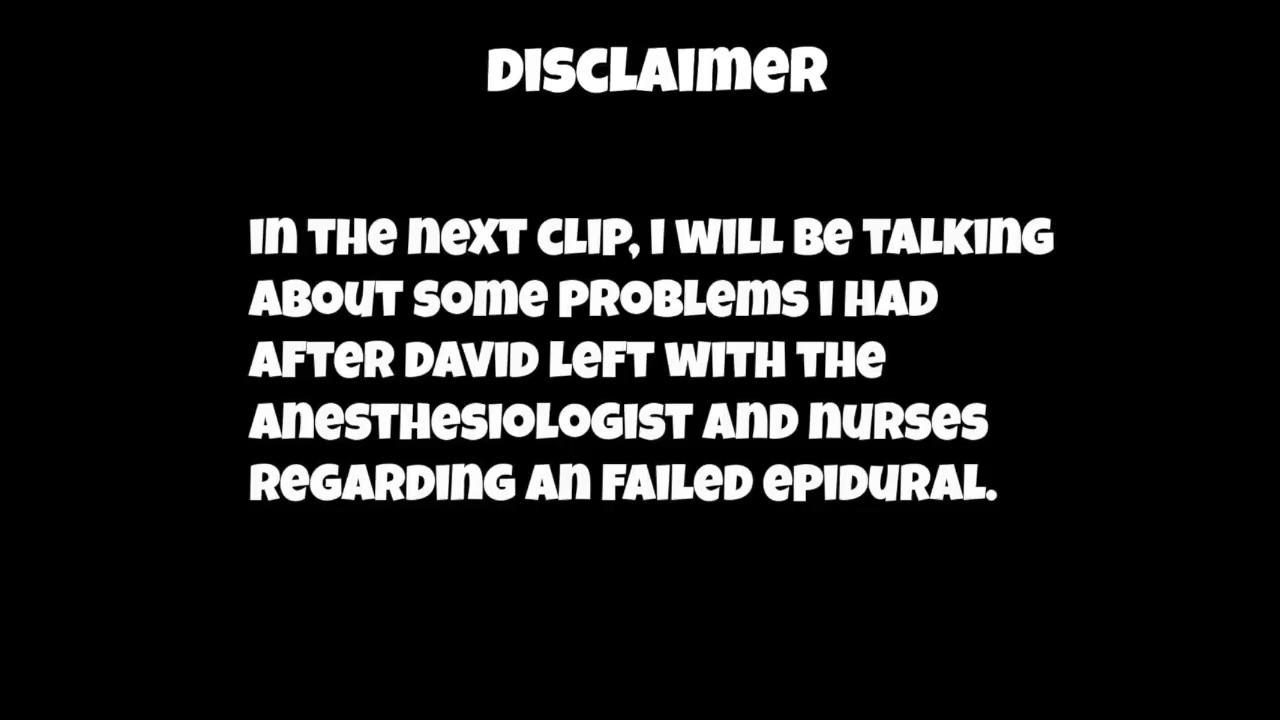 DISCLAIMER
In the next clip, I will be talking
about some problems I had
after David left with the
anesthesiologist and nurses
regarding an failed epidural.